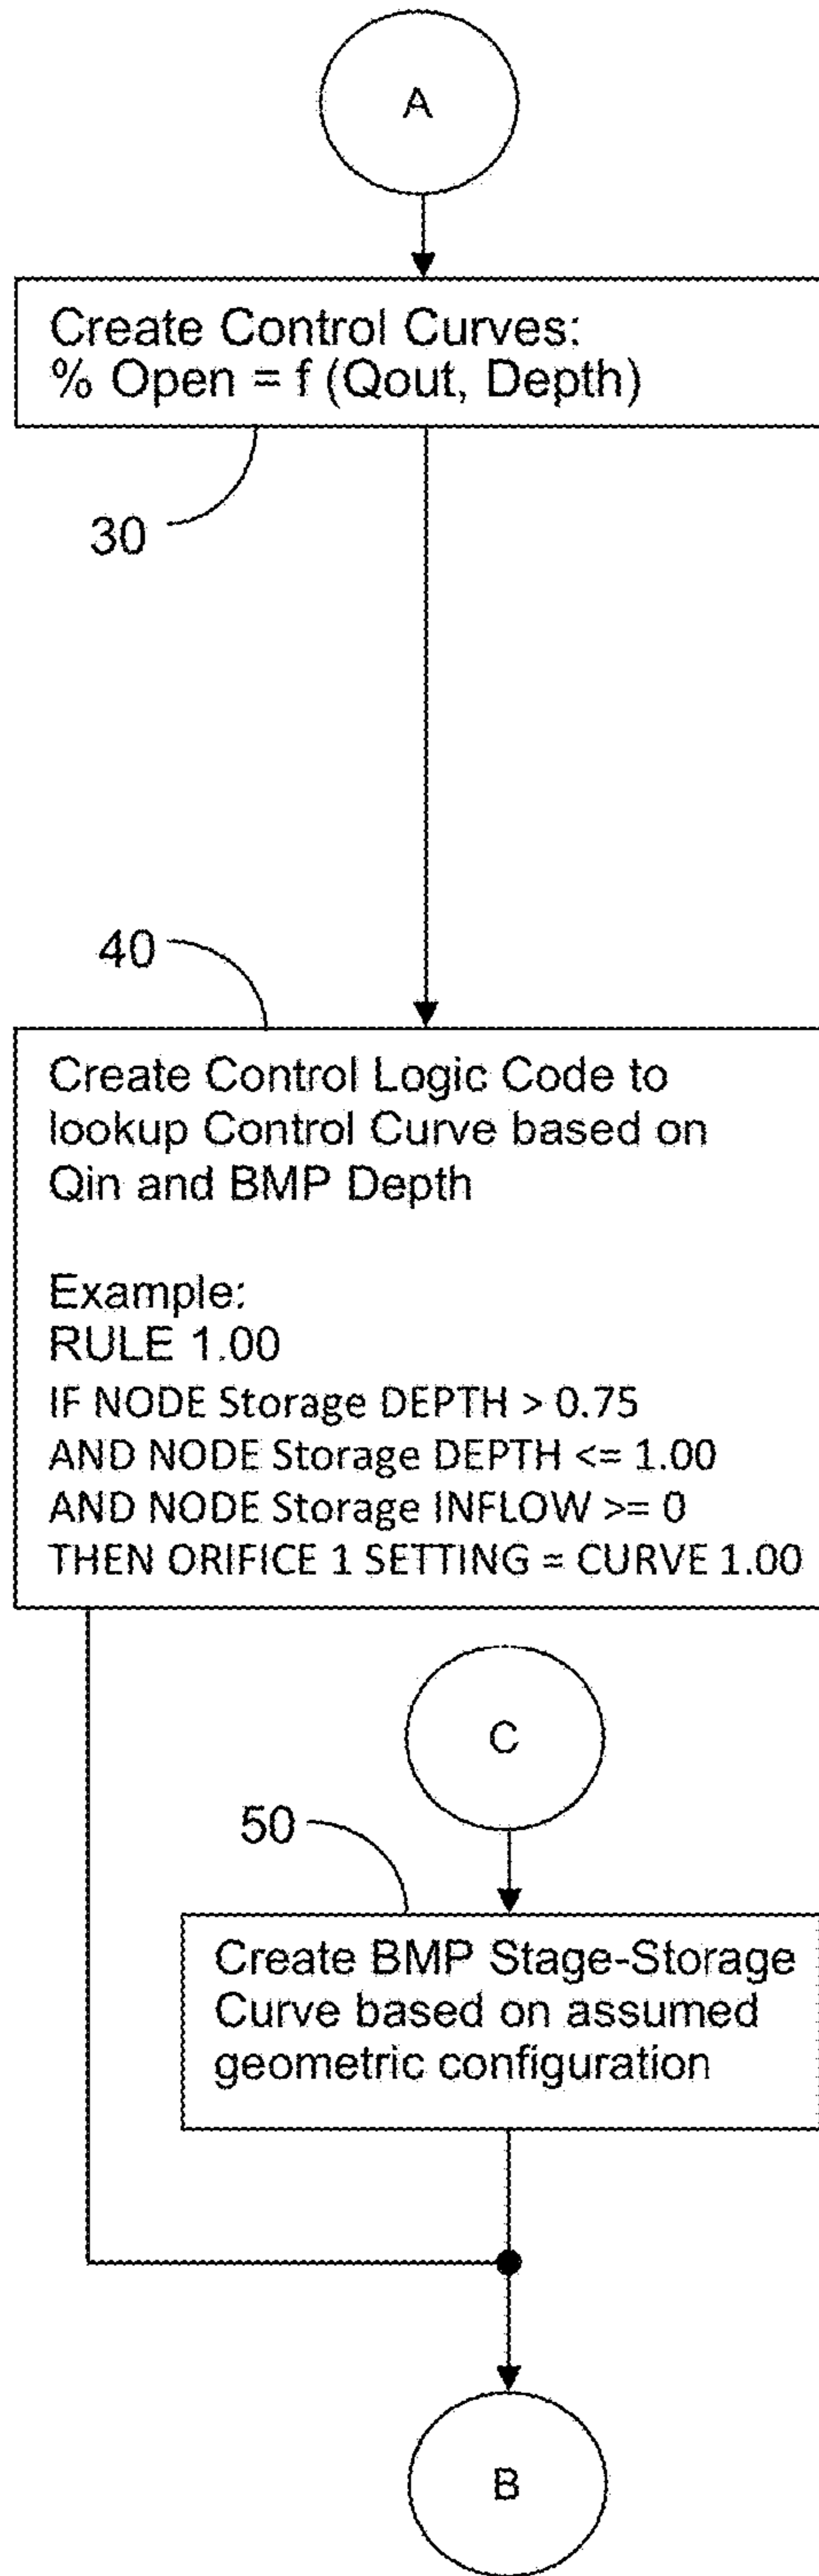 A
Create Control Curves:
% Open = f (Qout, Depth)
30
40
Create Control Logic Code to
lookup Control Curve based on
Qin and BMP Depth
Example:
RULE 1.00
IF NODE Storage DEPTH > 0.75
AND NODE Storage DEPTH <= 1.00
AND NODE Storage INFLOW >= 0
THEN ORIFICE 1 SETTING = CURVE 1.00
C
50
Create BMP Stage-Storage
Curve based on assumed
geometric configuration
B